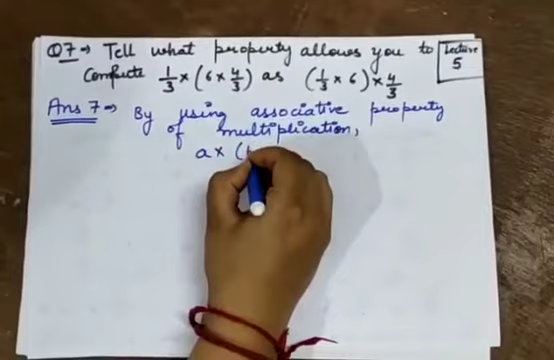 Q7 → Tell what property allows you to
Compute 1/3 × (6 × 4/3) as (1/3 × 6) × 4/3
Lecture
5
Ans 7 → By using associative property
of multiplication,
a × (